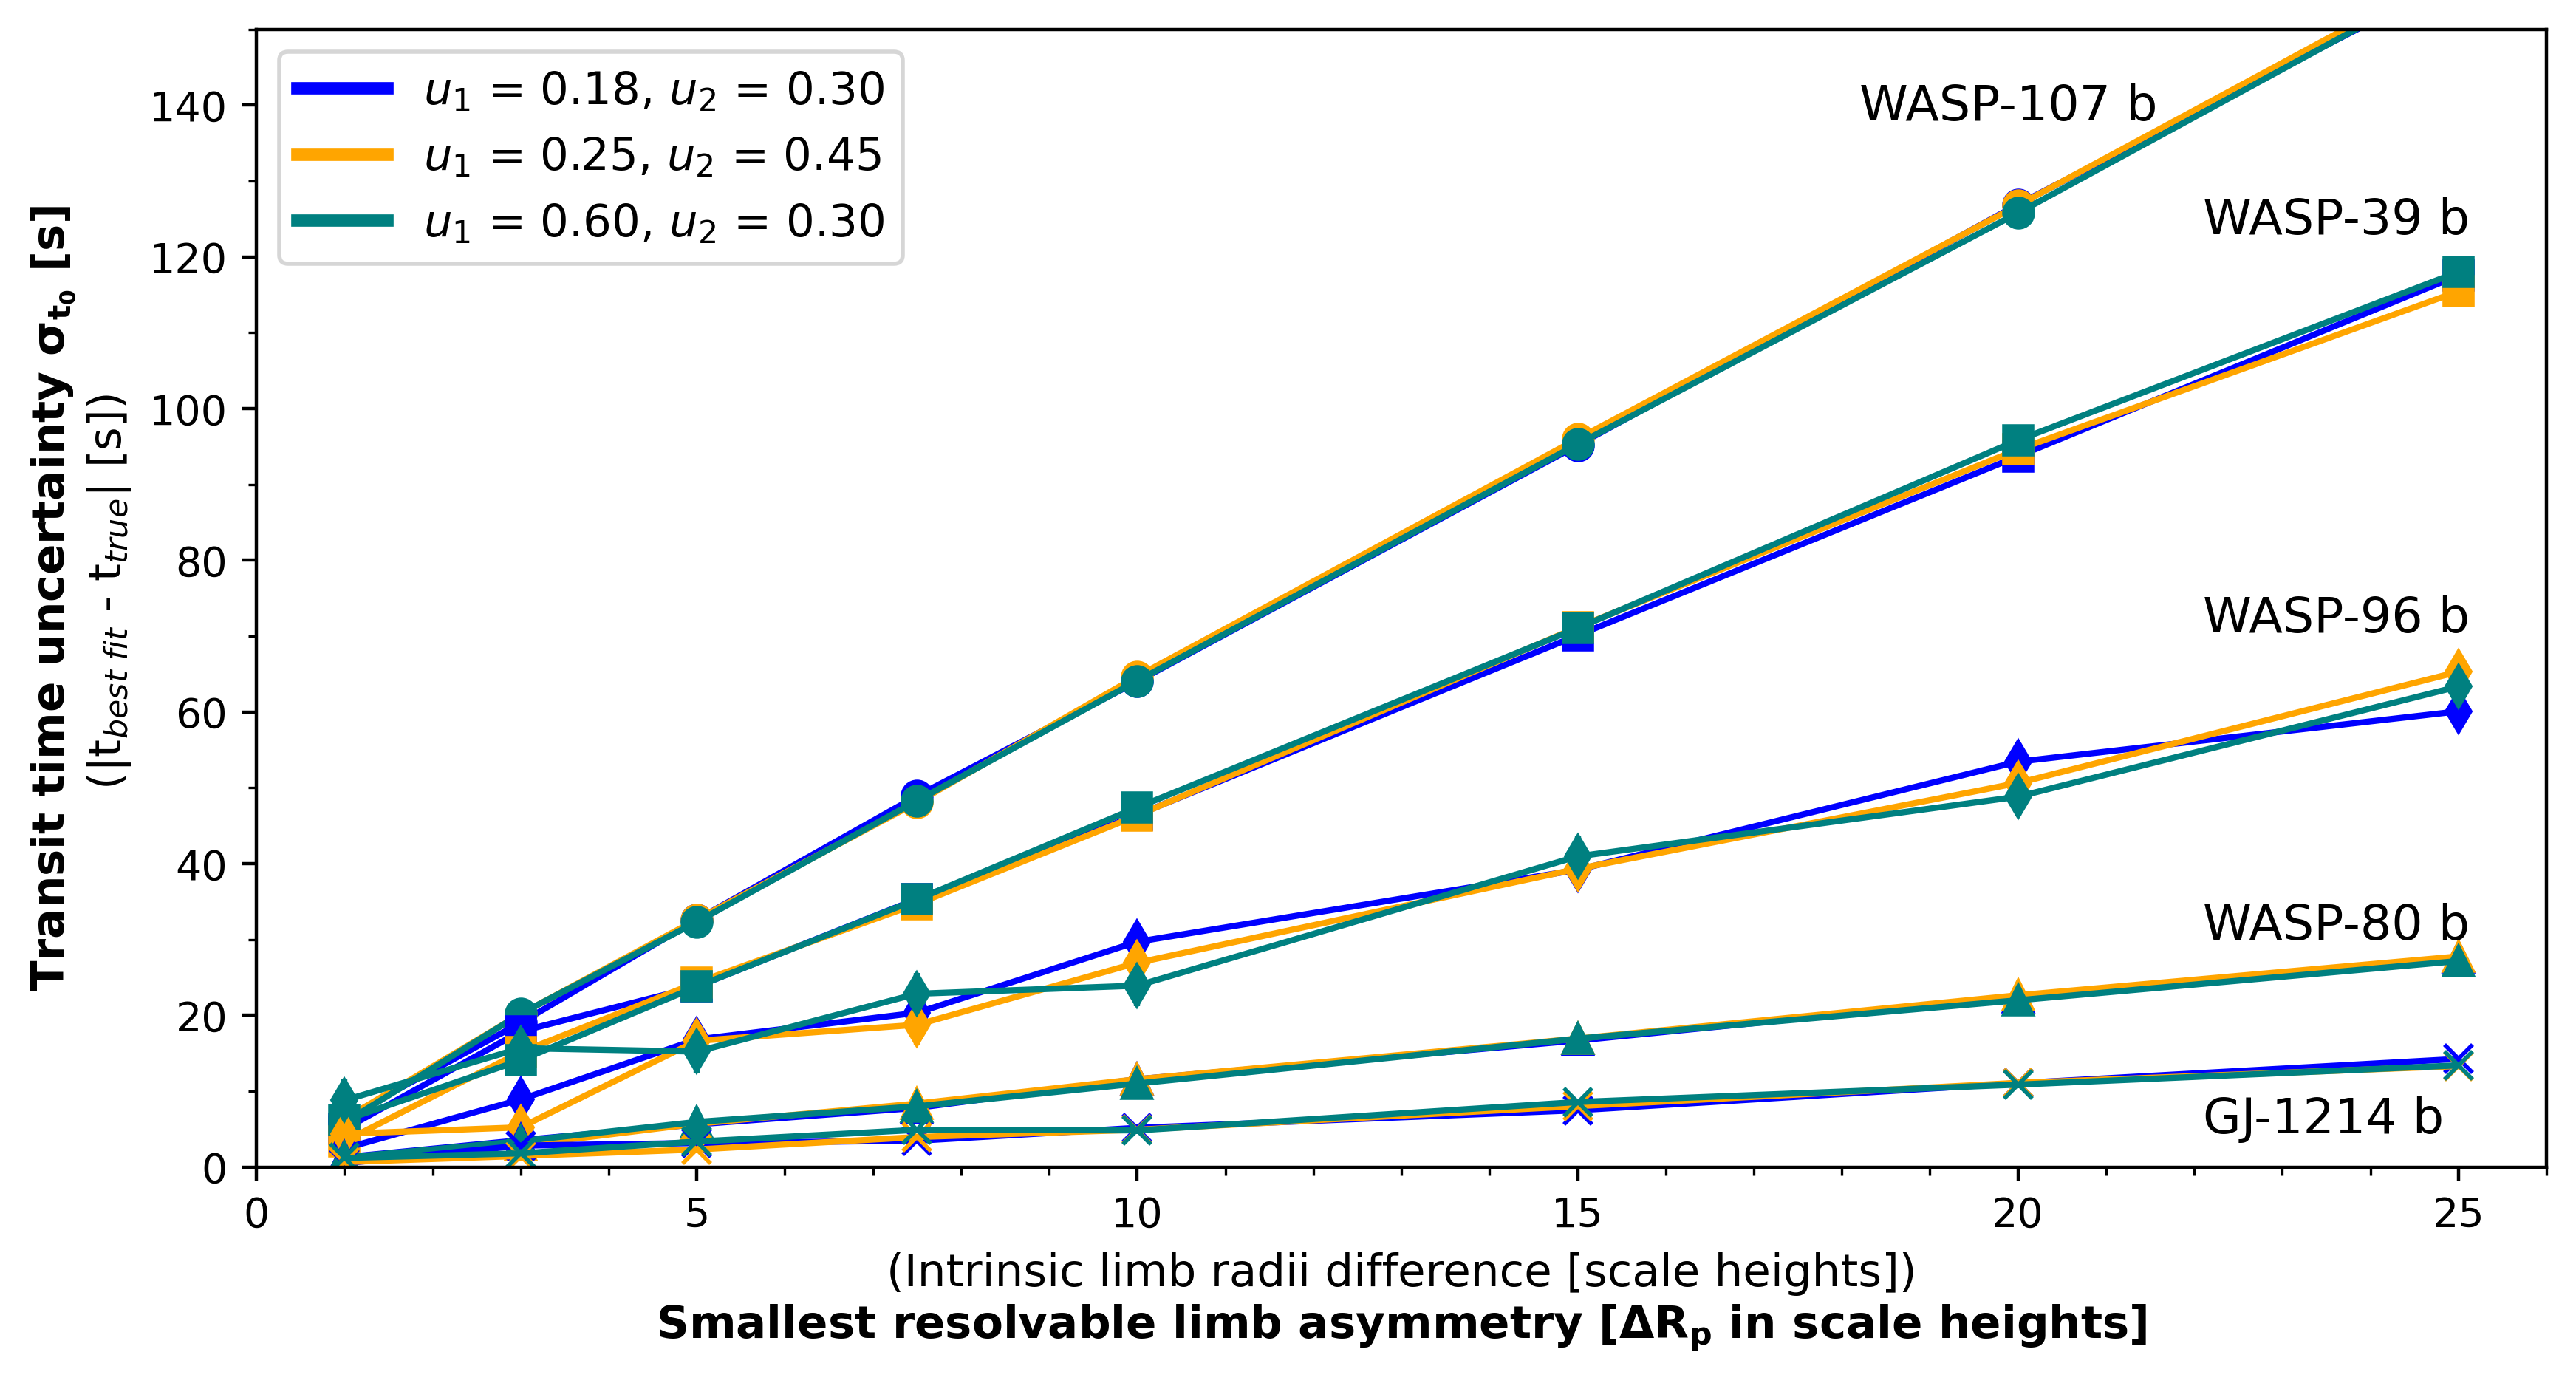 u₁ = 0.18, u₂ = 0.30
u₁ = 0.25, u₂ = 0.45
u₁ = 0.60, u₂ = 0.30
WASP-107 b
WASP-39 b
WASP-96 b
WASP-80 b
GJ-1214 b
Transit time uncertainty σₜ₀ [s]
(|t_best fit - t_true| [s])
140
120
100
80
60
40
20
0
0 5 10 15 20 25
(Intrinsic limb radii difference [scale heights])
Smallest resolvable limb asymmetry [ΔRₚ in scale heights]